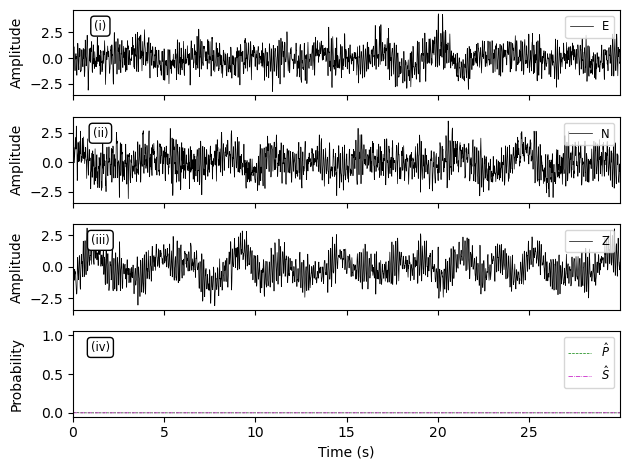 (i)
E
Amplitude
2.5
0.0
−2.5
(ii)
N
Amplitude
2.5
0.0
−2.5
(iii)
Z
Amplitude
2.5
0.0
−2.5
(iv)
P̂
Ŝ
Probability
1.0
0.5
0.0
0 5 10 15 20 25
Time (s)